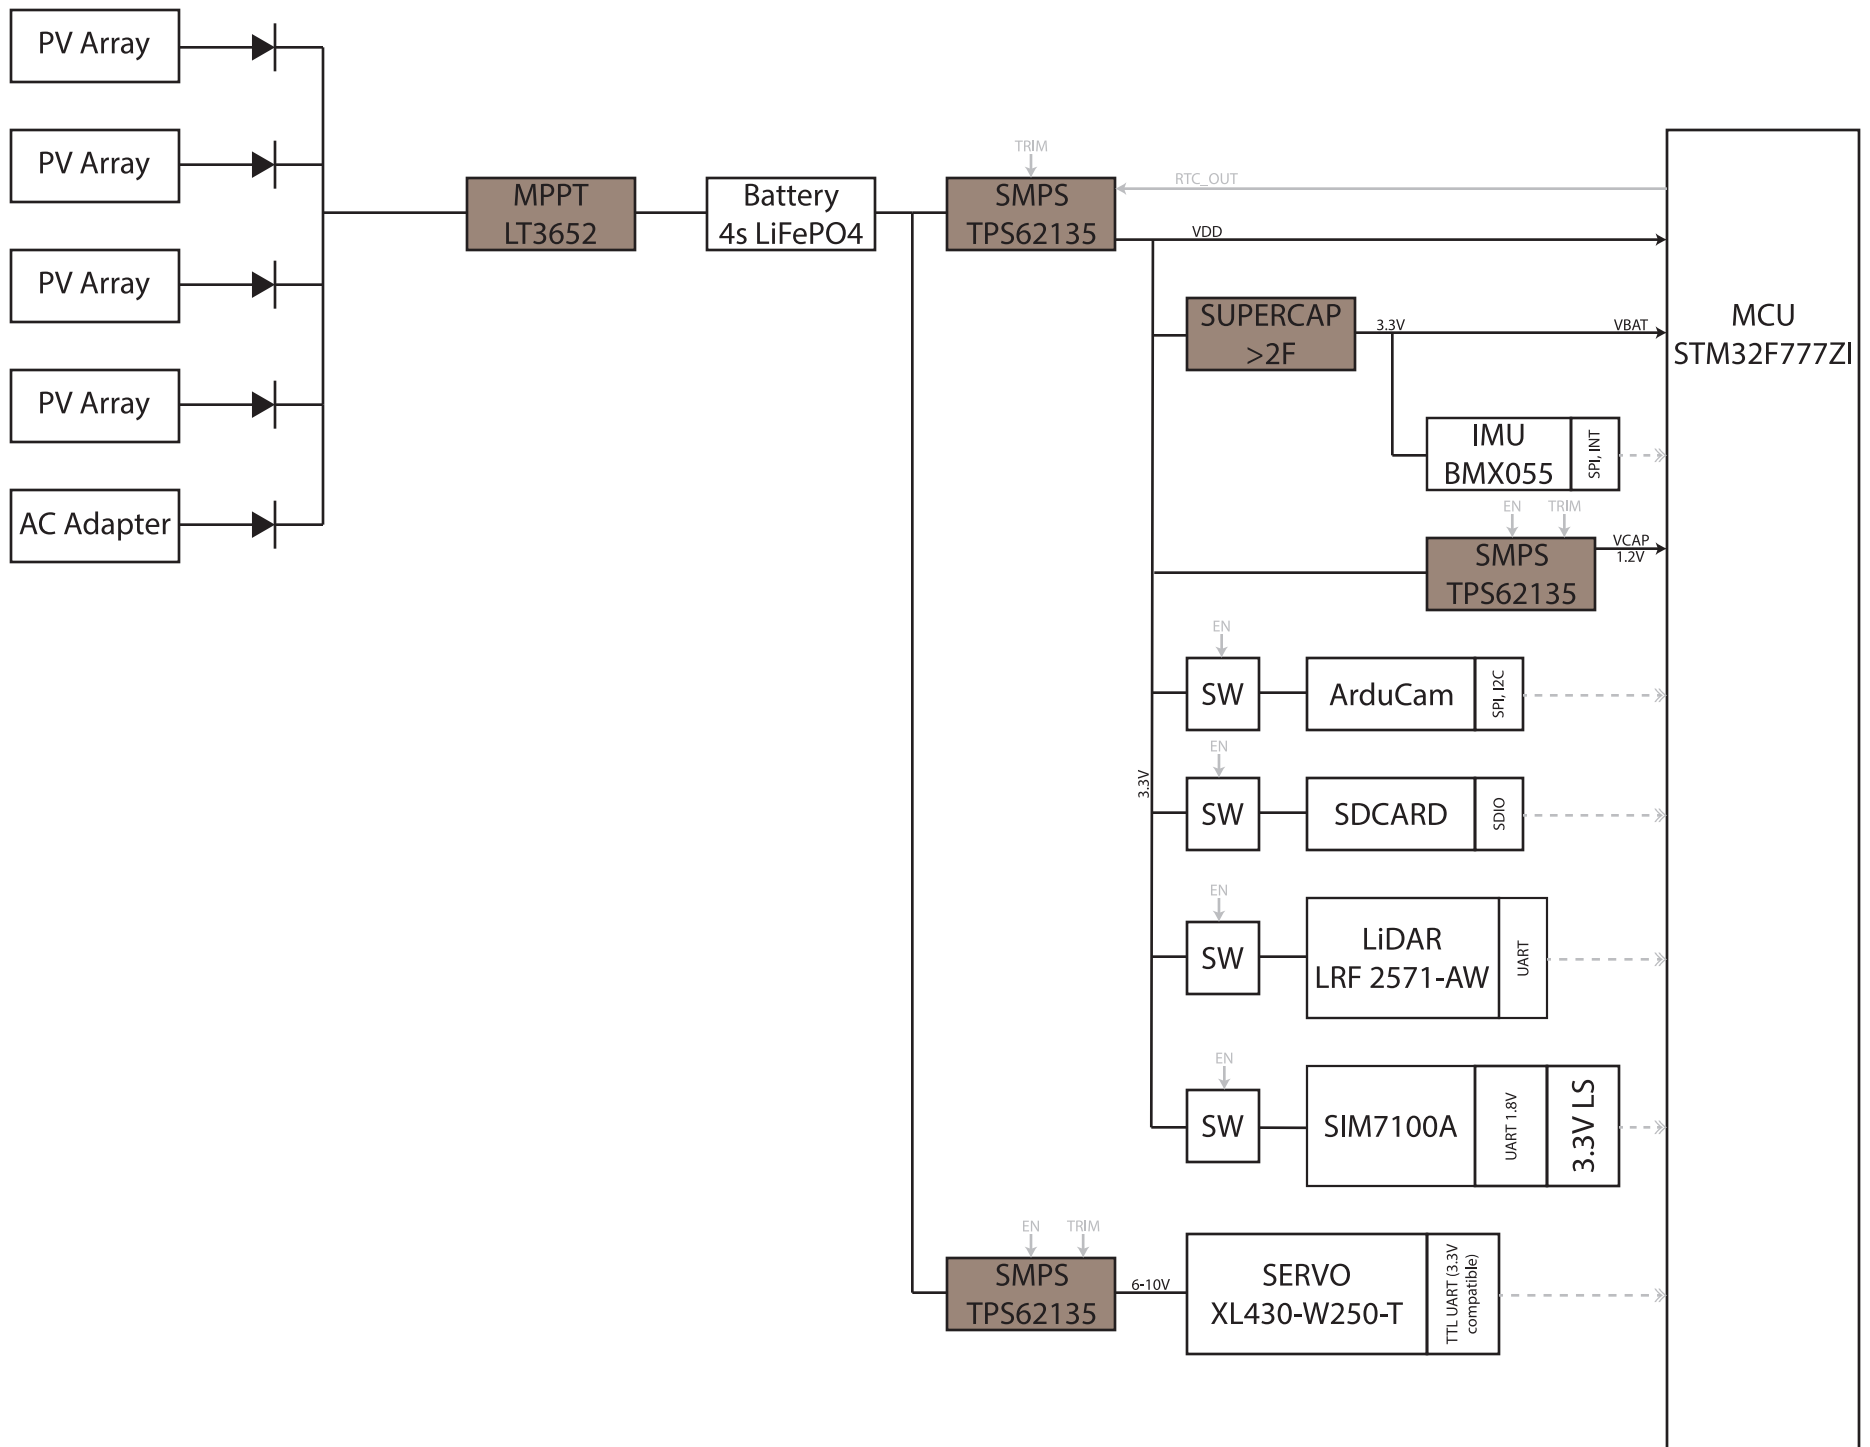 PV Array
PV Array
PV Array
PV Array
AC Adapter
MPPT
LT3652
Battery
4s LiFePO4
TRIM
SMPS
TPS62135
RTC_OUT
VDD
SUPERCAP
>2F
3.3V
VBAT
MCU
STM32F777ZI
IMU
BMX055
SPI, INT
EN
TRIM
SMPS
TPS62135
VCAP
1.2V
EN
SW
ArduCam
SPI, I2C
3.3V
EN
SW
SDCARD
SDIO
EN
SW
LiDAR
LRF 2571-AW
UART
EN
SW
SIM7100A
UART 1.8V
3.3V LS
EN
TRIM
SMPS
TPS62135
6-10V
SERVO
XL430-W250-T
TTL UART (3.3V
compatible)